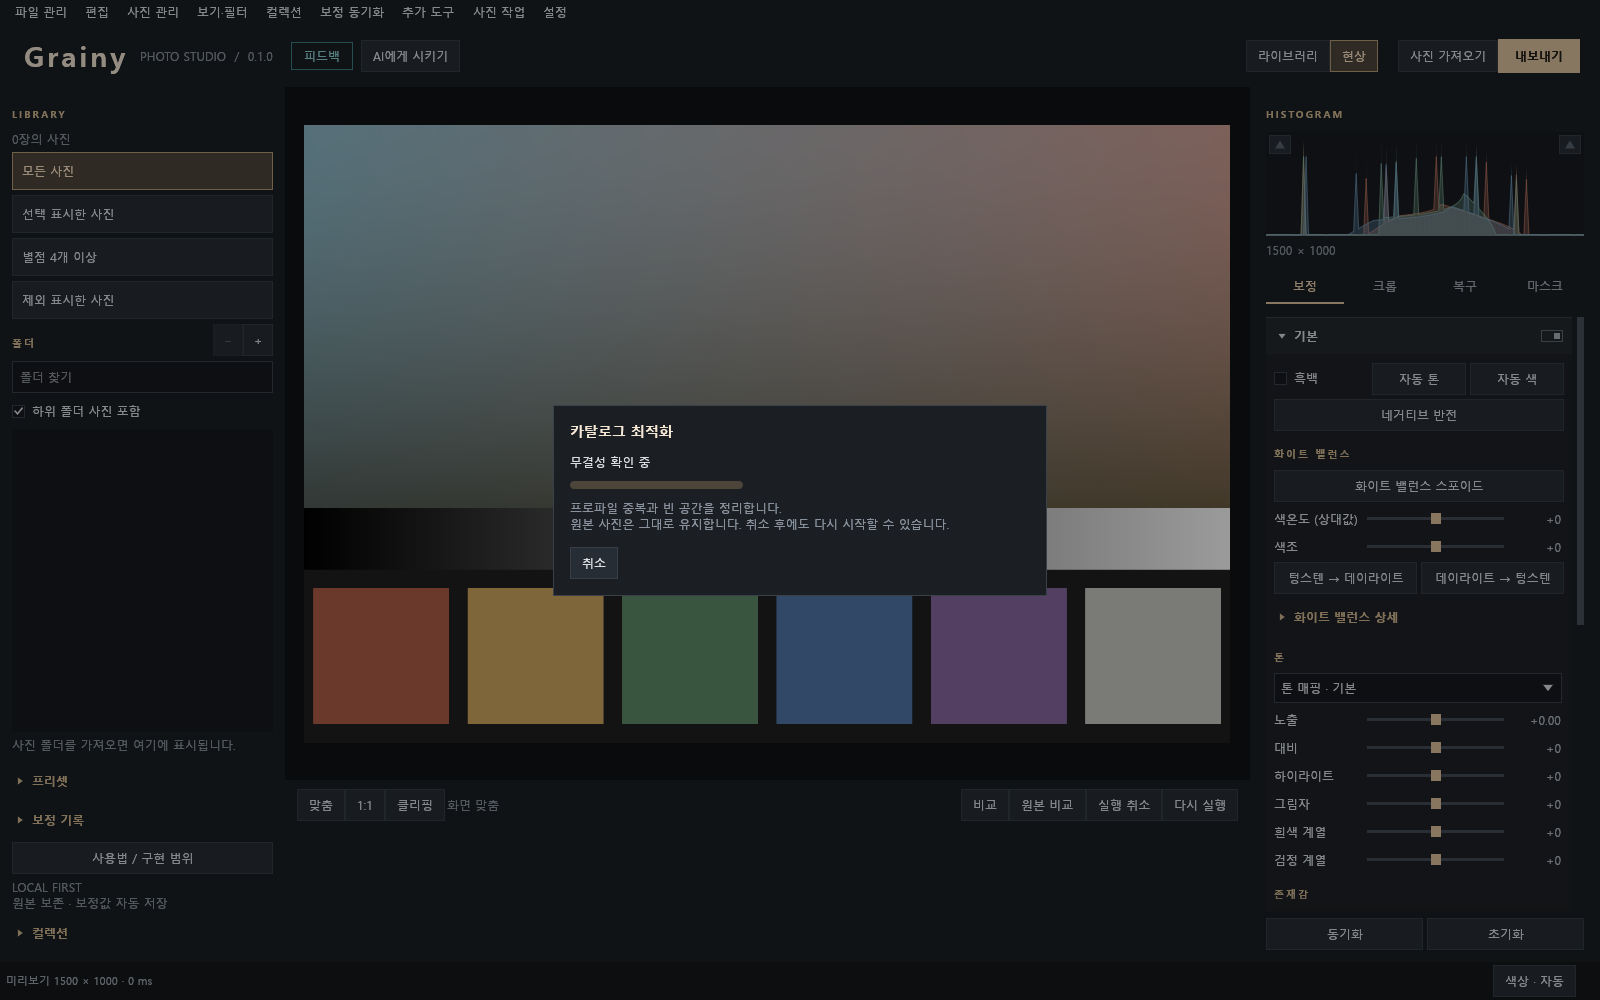 파일 관리 편집 사진 관리 보기·필터 컬렉션 보정 동기화 추가 도구 사진 작업 설정
Grainy PHOTO STUDIO / 0.1.0 피드백 AI에게 시키기 라이브러리 현상 사진 가져오기 내보내기
LIBRARY
0장의 사진
모든 사진
선택 표시한 사진
별점 4개 이상
제외 표시한 사진
폴더 − +
폴더 찾기
하위 폴더 사진 포함
사진 폴더를 가져오면 여기에 표시됩니다.
프리셋
보정 기록
사용법 / 구현 범위
LOCAL FIRST
원본 보존 · 보정값 자동 저장
컬렉션
카탈로그 최적화
무결성 확인 중
프로파일 중복과 빈 공간을 정리합니다.
원본 사진은 그대로 유지합니다. 취소 후에도 다시 시작할 수 있습니다.
취소
맞춤 1:1 클리핑 화면 맞춤 비교 원본 비교 실행 취소 다시 실행
HISTOGRAM
1500 × 1000
보정 크롭 복구 마스크
기본
흑백 자동 톤 자동 색
네거티브 반전
화이트 밸런스
화이트 밸런스 스포이드
색온도 (상대값) +0
색조 +0
텅스텐 → 데이라이트 데이라이트 → 텅스텐
화이트 밸런스 상세
톤
톤 매핑 · 기본
노출 +0.00
대비 +0
하이라이트 +0
그림자 +0
흰색 계열 +0
검정 계열 +0
존재감
동기화 초기화
미리보기 1500 × 1000 · 0 ms 색상 · 자동